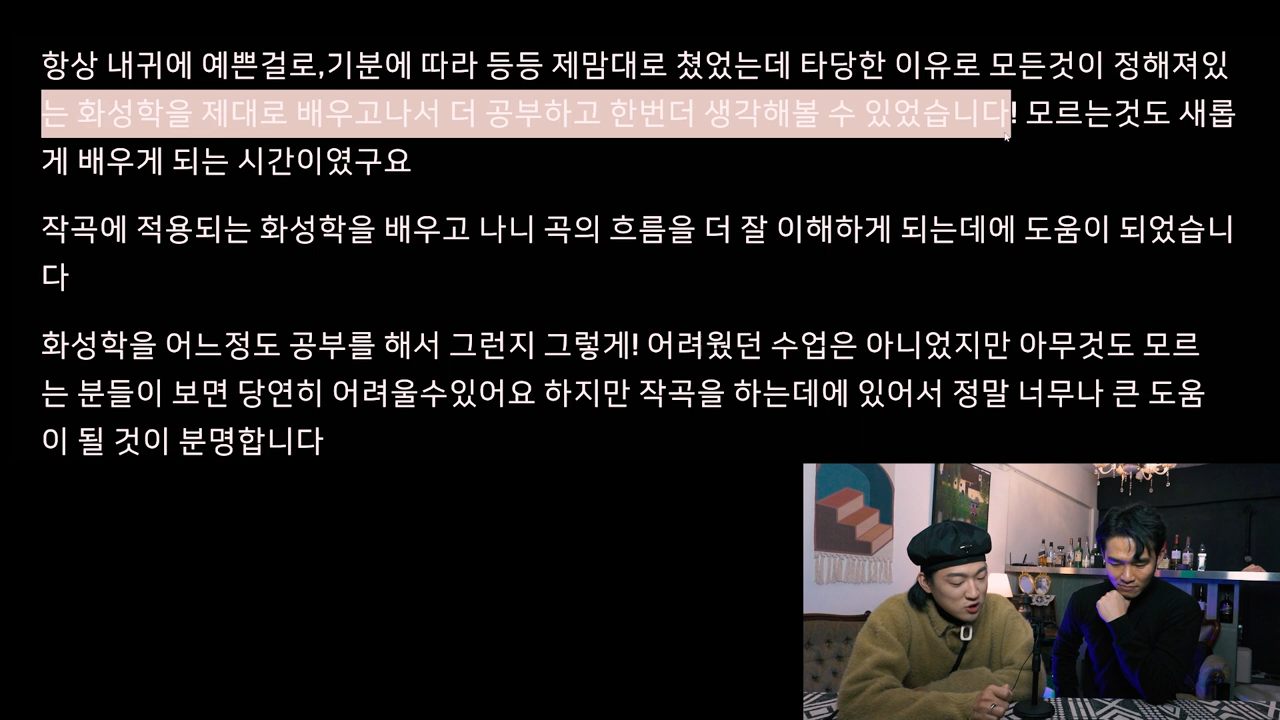 항상 내귀에 예쁜걸로,기분에 따라 등등 제맘대로 쳤었는데 타당한 이유로 모든것이 정해져있
는 화성학을 제대로 배우고나서 더 공부하고 한번더 생각해볼 수 있었습니다! 모르는것도 새롭
게 배우게 되는 시간이였구요
작곡에 적용되는 화성학을 배우고 나니 곡의 흐름을 더 잘 이해하게 되는데에 도움이 되었습니
다
화성학을 어느정도 공부를 해서 그런지 그렇게! 어려웠던 수업은 아니었지만 아무것도 모르
는 분들이 보면 당연히 어려울수있어요 하지만 작곡을 하는데에 있어서 정말 너무나 큰 도움
이 될 것이 분명합니다